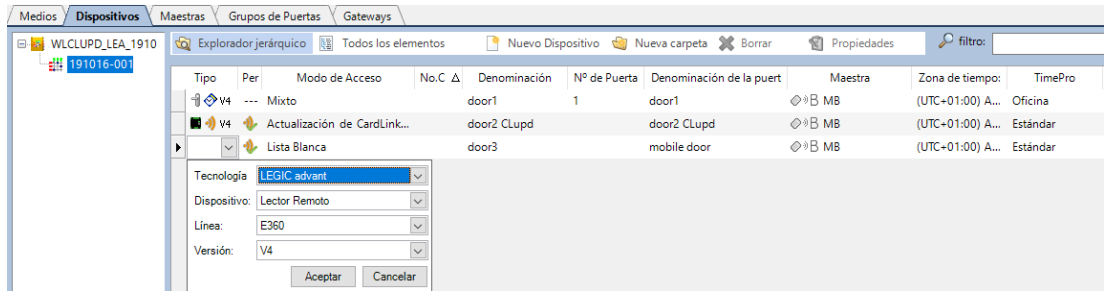 Medios Dispositivos Maestras Grupos de Puertas Gateways
WLCLUPD_LEA_1910 Explorador jerárquico Todos los elementos Nuevo Dispositivo Nueva carpeta Borrar Propiedades filtro:
191016-001
Tipo Per Modo de Acceso No.C Δ Denominación Nº de Puerta Denominación de la puert Maestra Zona de tiempo: TimePro
V4 --- Mixto door1 1 door1 B MB (UTC+01:00) A... Oficina
V4 Actualización de CardLink... door2 CLupd door2 CLupd B MB (UTC+01:00) A... Estándar
Lista Blanca door3 mobile door B MB (UTC+01:00) A... Estándar
Tecnología LEGIC advant
Dispositivo: Lector Remoto
Línea: E360
Versión: V4
Aceptar Cancelar